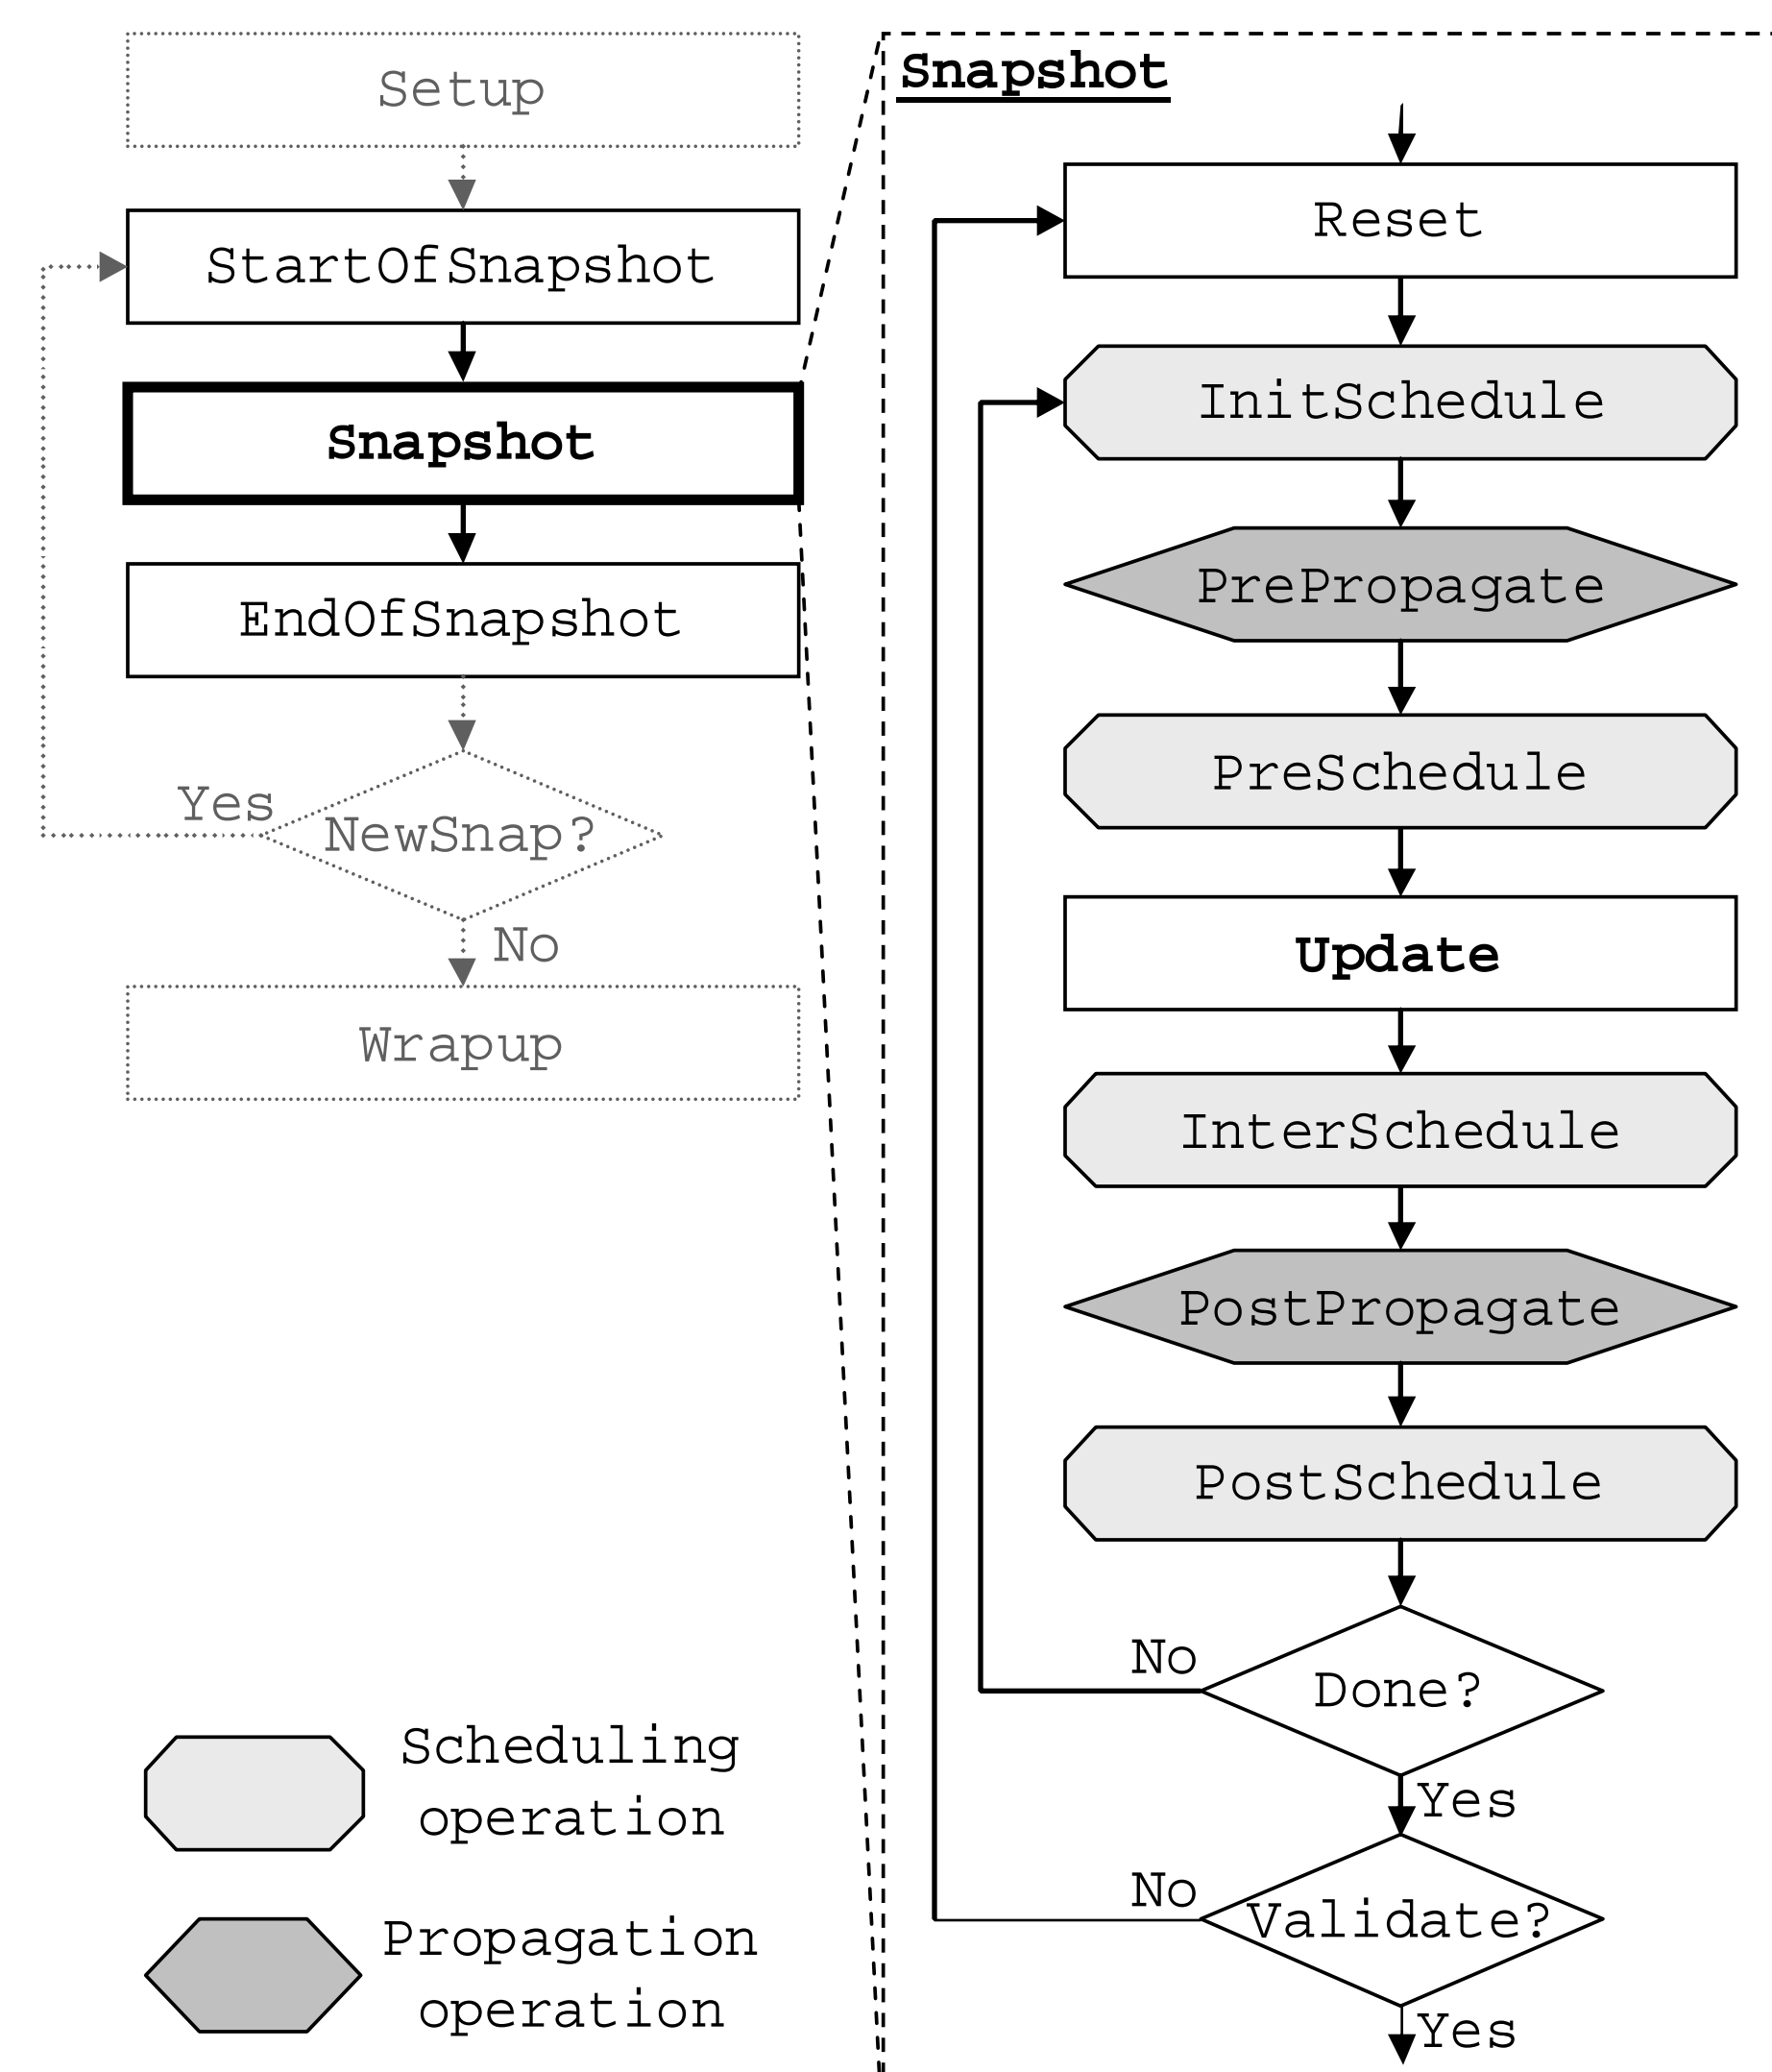 Setup
StartOfSnapshot
Snapshot
EndOfSnapshot
Yes
NewSnap?
No
Wrapup
Scheduling
operation
Propagation
operation
Snapshot
Reset
InitSchedule
PrePropagate
PreSchedule
Update
InterSchedule
PostPropagate
PostSchedule
No
Done?
Yes
No
Validate?
Yes